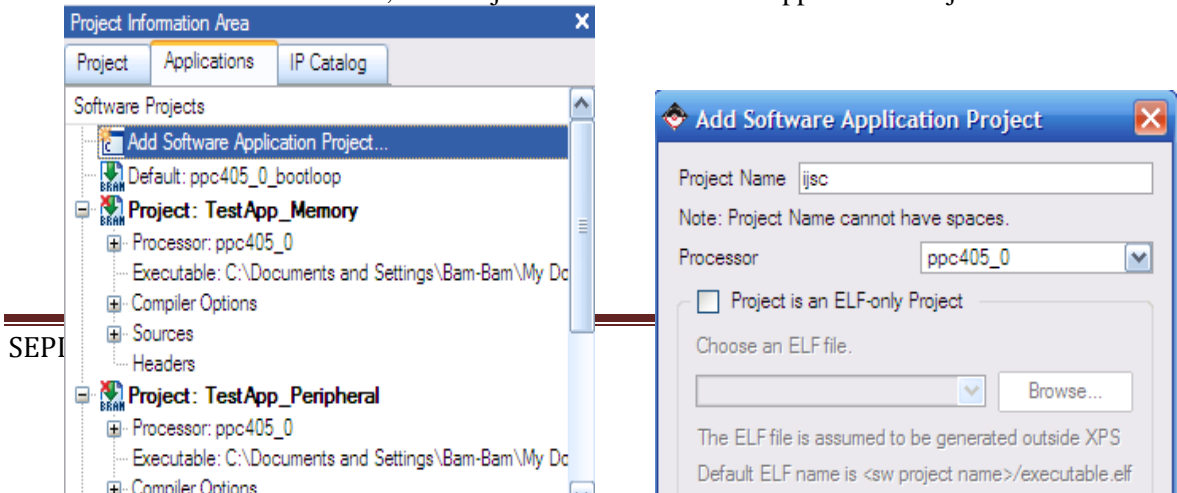 Project Information Area
Project Applications IP Catalog
Software Projects
Add Software Application Project...
BRAM Default: ppc405_0_bootloop
BRAM Project: TestApp_Memory
Processor: ppc405_0
Executable: C:\Documents and Settings\Bam-Bam\My Do
Compiler Options
Sources
Headers
BRAM Project: TestApp_Peripheral
Processor: ppc405_0
Executable: C:\Documents and Settings\Bam-Bam\My Do
Compiler Options
SEPI
Add Software Application Project
Project Name ijsc
Note: Project Name cannot have spaces.
Processor ppc405_0
Project is an ELF-only Project
Choose an ELF file.
Browse...
The ELF file is assumed to be generated outside XPS
Default ELF name is <sw project name>/executable.elf